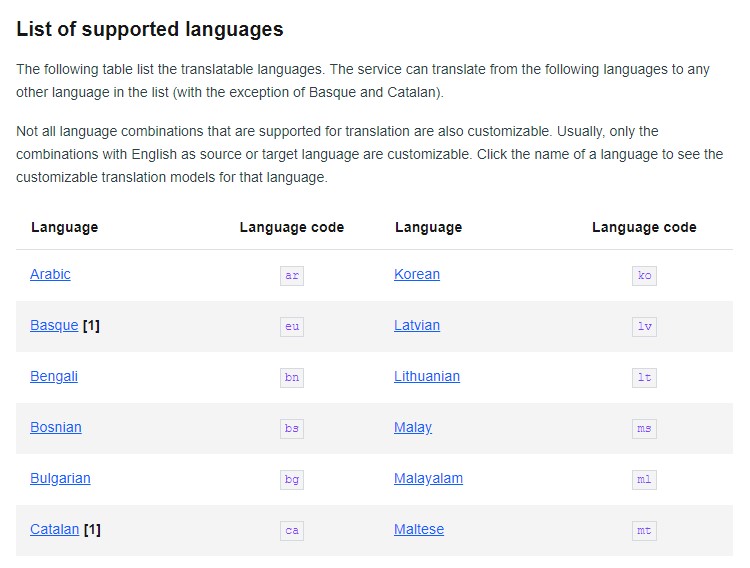 List of supported languages
The following table list the translatable languages. The service can translate from the following languages to any
other language in the list (with the exception of Basque and Catalan).
Not all language combinations that are supported for translation are also customizable. Usually, only the
combinations with English as source or target language are customizable. Click the name of a language to see the
customizable translation models for that language.
Language Language code Language Language code
Arabic ar Korean ko
Basque [1] eu Latvian lv
Bengali bn Lithuanian lt
Bosnian bs Malay ms
Bulgarian bg Malayalam ml
Catalan [1] ca Maltese mt